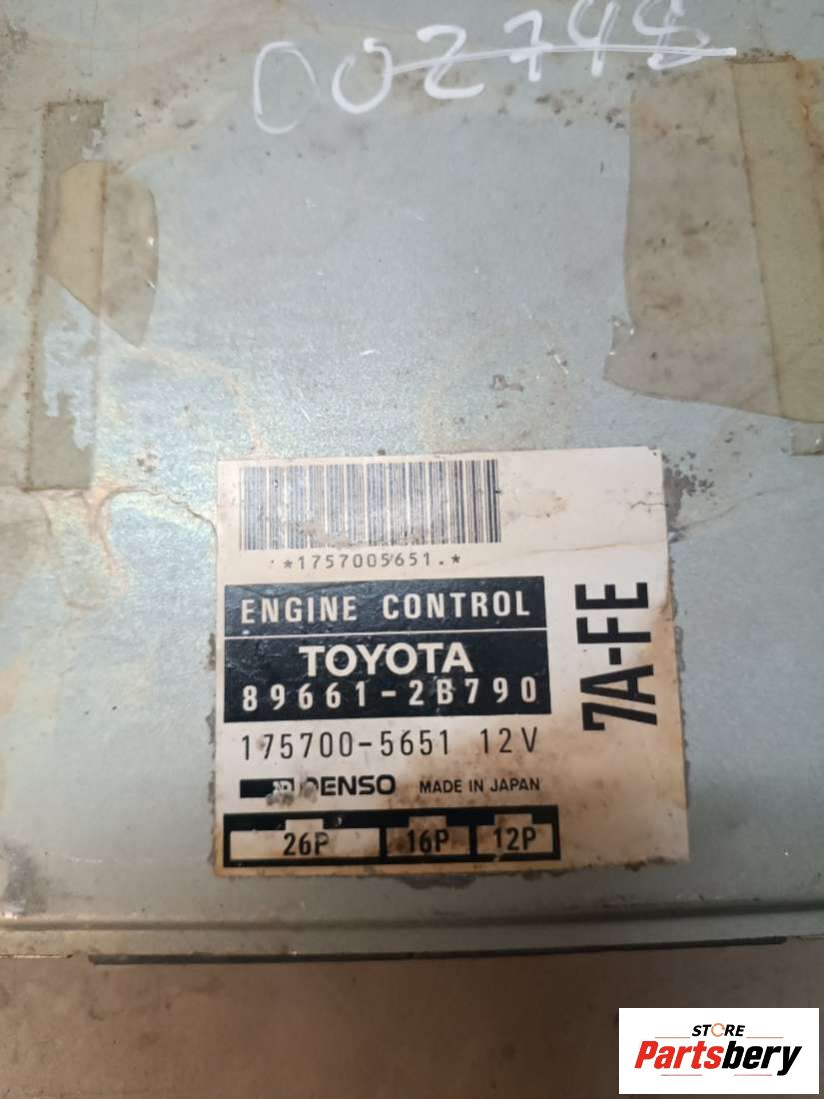 002748
*1757005651.*
ENGINE CONTROL
TOYOTA
89661-2B790
175700-5651 12V
DENSO MADE IN JAPAN
26P 16P 12P
7A-FE
STORE
Partsbery